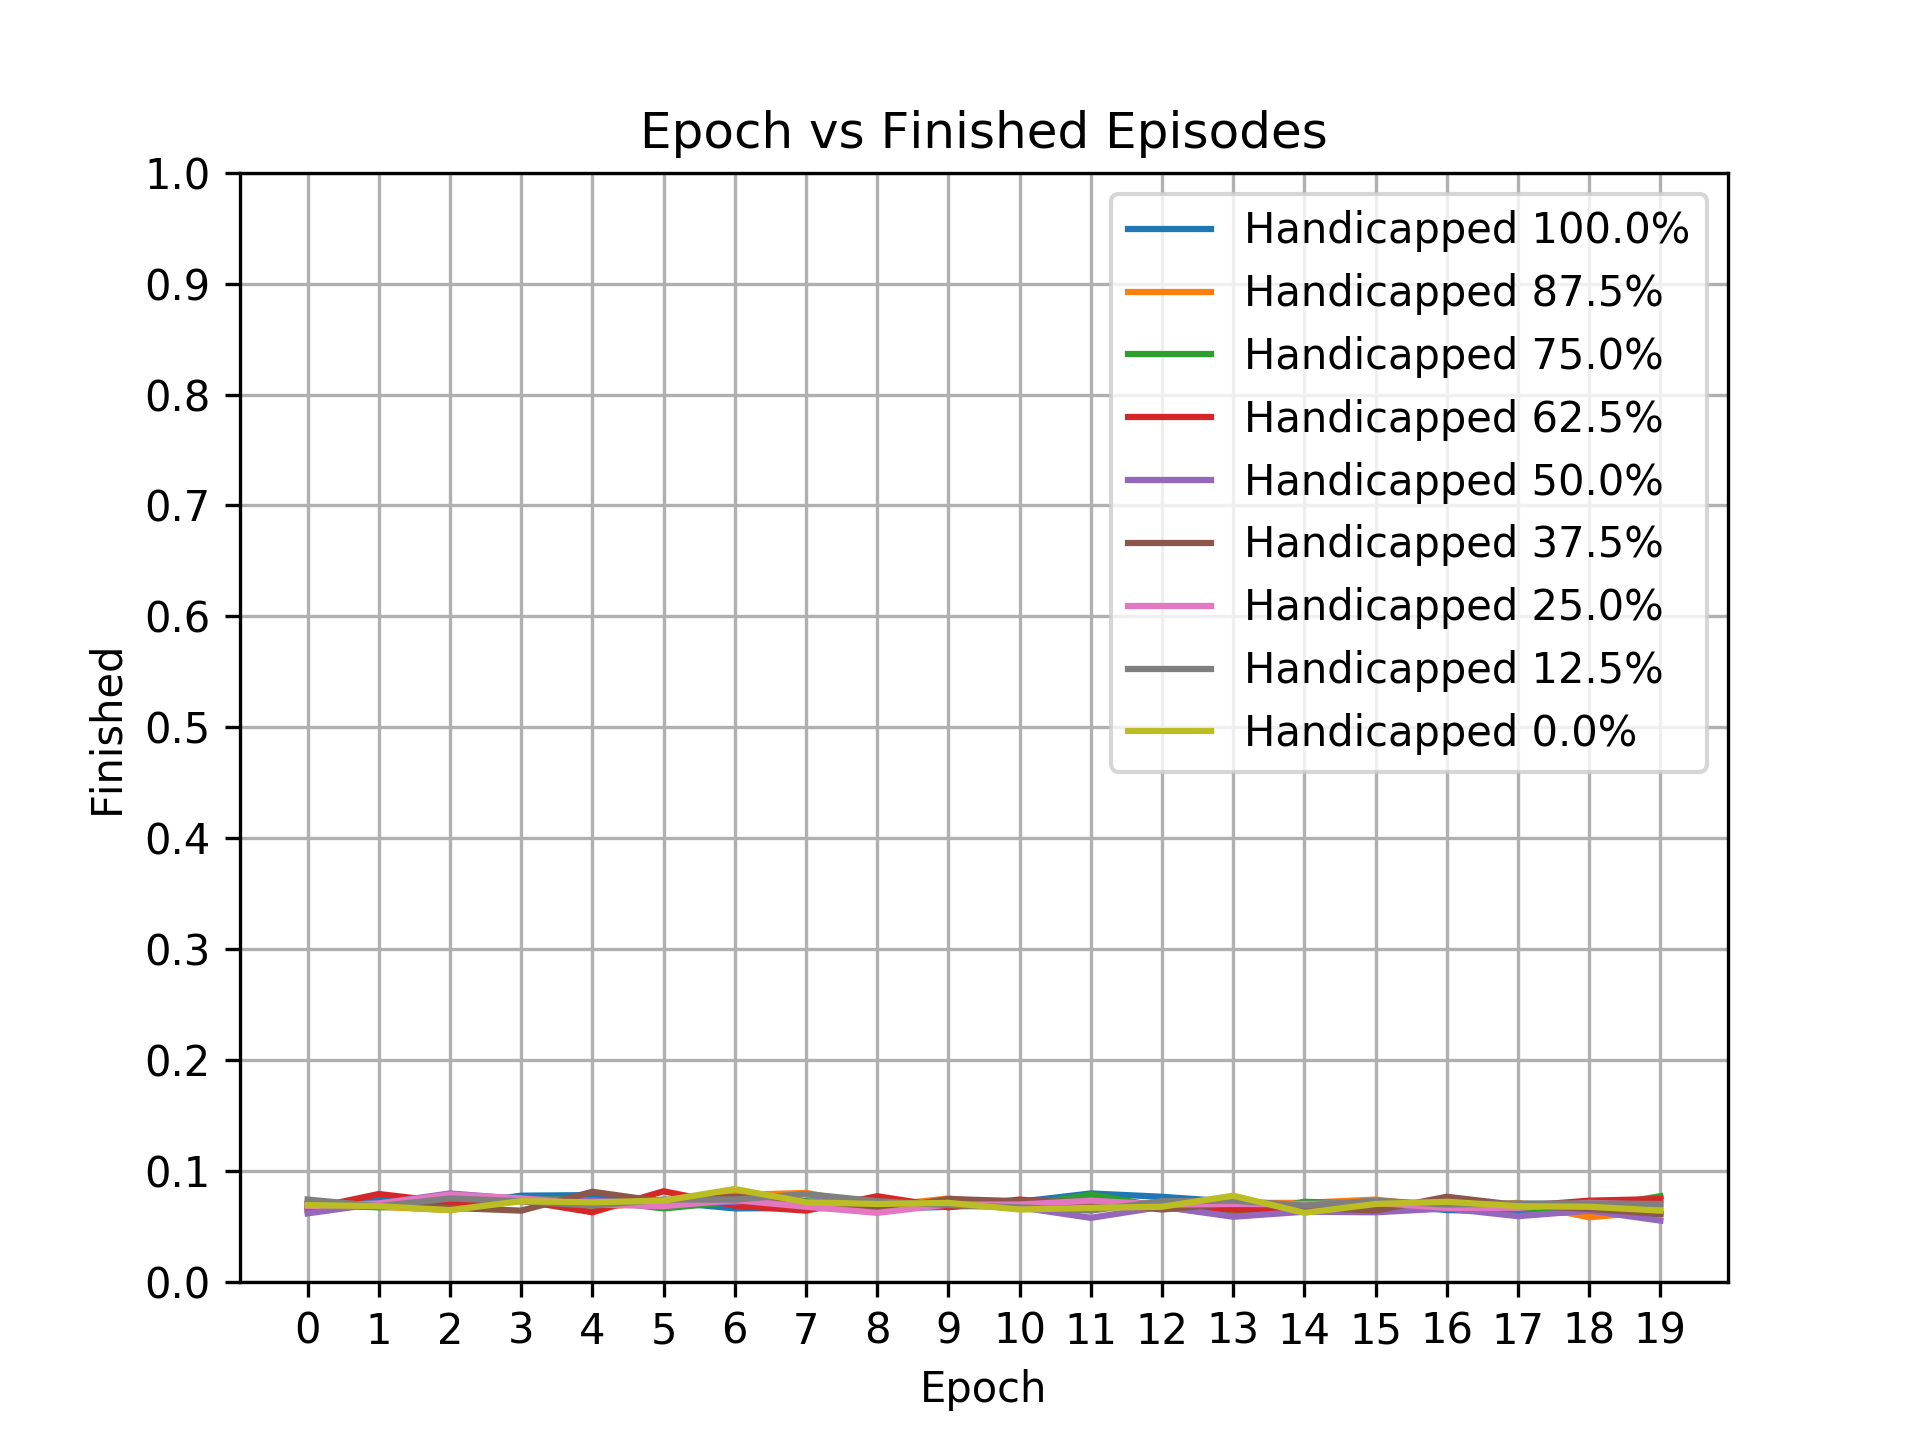 Epoch vs Finished Episodes
1.0
0.9
0.8
0.7
0.6
0.5
0.4
0.3
0.2
0.1
0.0
Finished
Handicapped 100.0%
Handicapped 87.5%
Handicapped 75.0%
Handicapped 62.5%
Handicapped 50.0%
Handicapped 37.5%
Handicapped 25.0%
Handicapped 12.5%
Handicapped 0.0%
0 1 2 3 4 5 6 7 8 9 10 11 12 13 14 15 16 17 18 19
Epoch